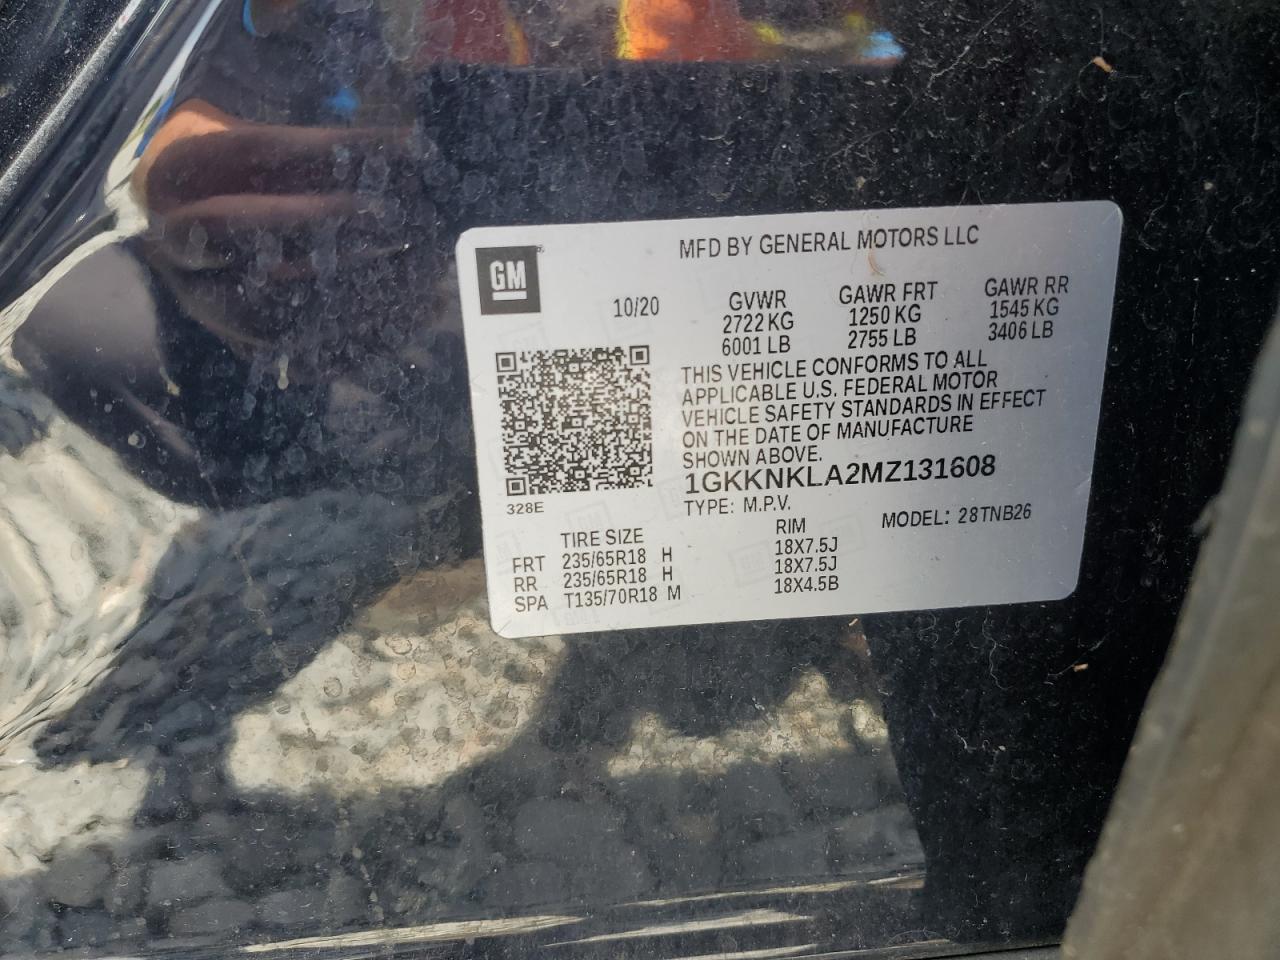 GM
MFD BY GENERAL MOTORS LLC
10/20
GVWR
2722 KG
6001 LB
GAWR FRT
1250 KG
2755 LB
GAWR RR
1545 KG
3406 LB
THIS VEHICLE CONFORMS TO ALL
APPLICABLE U.S. FEDERAL MOTOR
VEHICLE SAFETY STANDARDS IN EFFECT
ON THE DATE OF MANUFACTURE
SHOWN ABOVE.
1GKKNKLA2MZ131608
TYPE: M.P.V.
MODEL: 28TNB26
328E
TIRE SIZE RIM
FRT 235/65R18 H 18X7.5J
RR 235/65R18 H 18X7.5J
SPA T135/70R18 M 18X4.5B